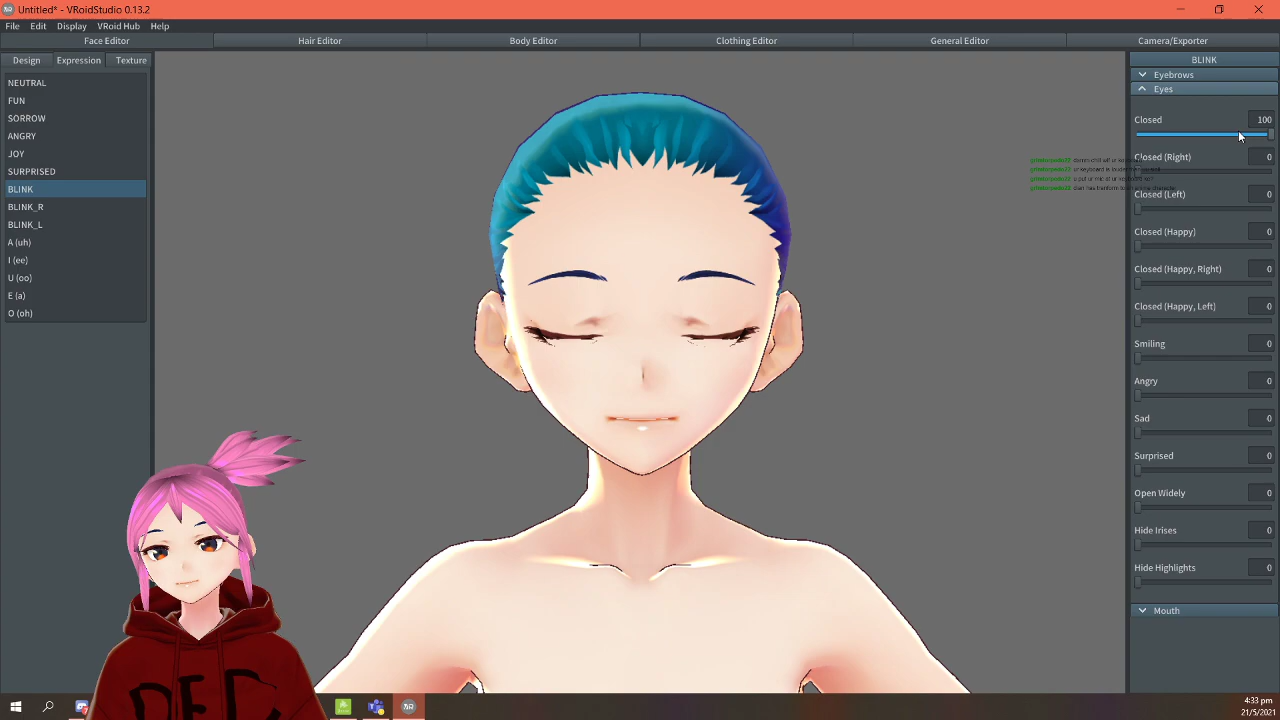 Untitled* - VRoidStudio 0.13.2
File Edit Display VRoid Hub Help
Face Editor Hair Editor Body Editor Clothing Editor General Editor Camera/Exporter
Design Expression Texture
NEUTRAL
FUN
SORROW
ANGRY
JOY
SURPRISED
BLINK
BLINK_R
BLINK_L
A (uh)
I (ee)
U (oo)
E (a)
O (oh)
BLINK
Eyebrows
Eyes
Closed 100
Closed (Right) 0
Closed (Left) 0
Closed (Happy) 0
Closed (Happy, Right) 0
Closed (Happy, Left) 0
Smiling 0
Angry 0
Sad 0
Surprised 0
Open Widely 0
Hide Irises 0
Hide Highlights 0
Mouth
ur keyboard is louder
4:33 pm
21/5/2021